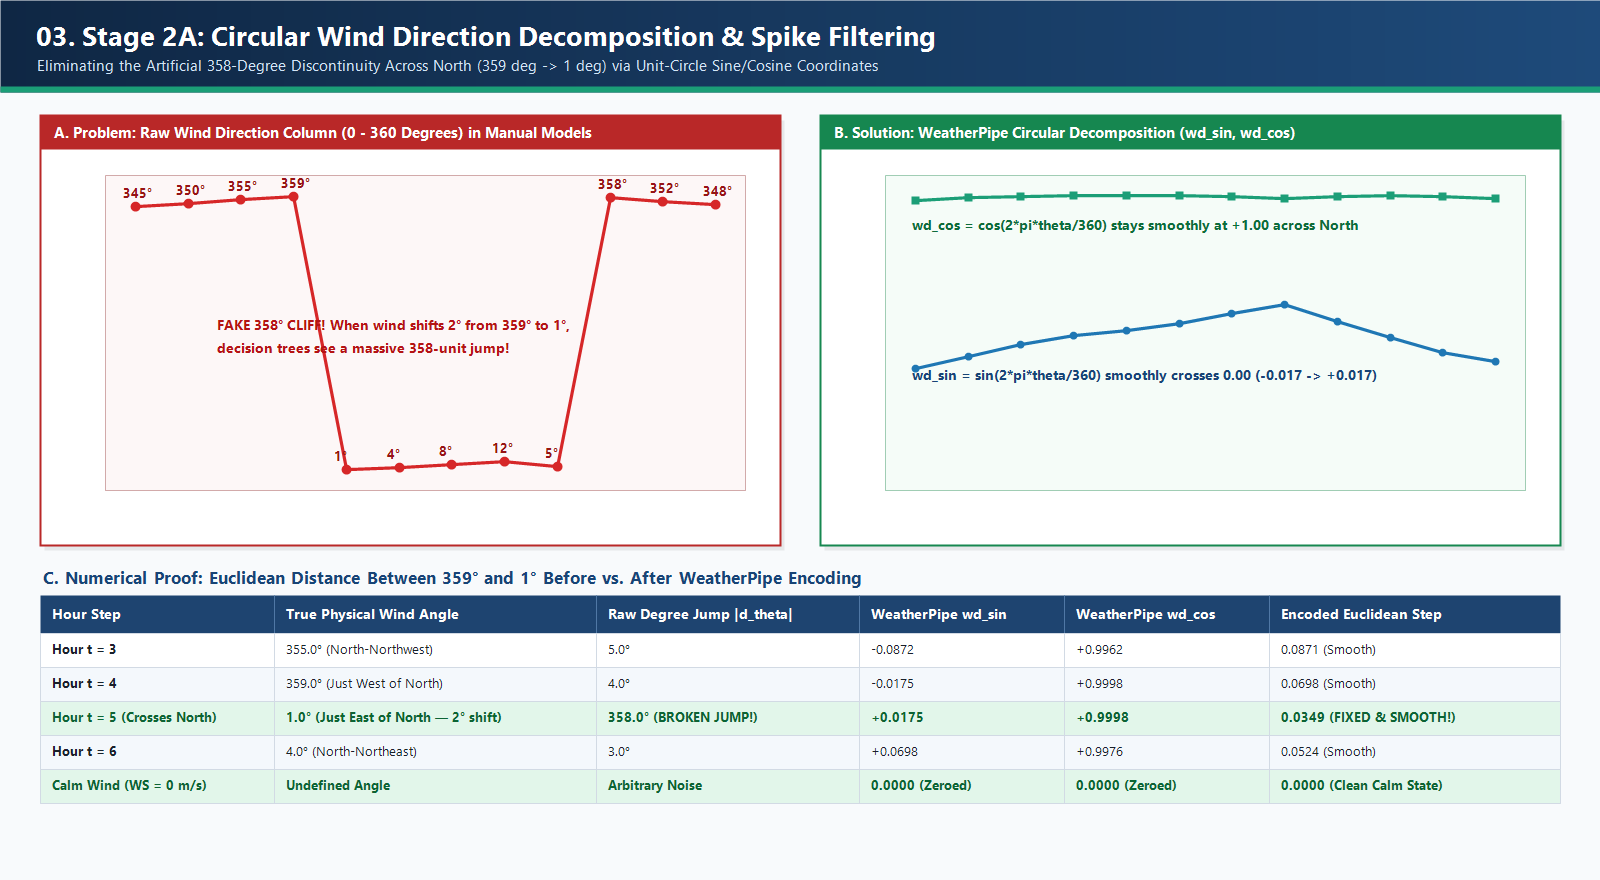 03. Stage 2A: Circular Wind Direction Decomposition & Spike Filtering
Eliminating the Artificial 358-Degree Discontinuity Across North (359 deg -> 1 deg) via Unit-Circle Sine/Cosine Coordinates
A. Problem: Raw Wind Direction Column (0 - 360 Degrees) in Manual Models
345° 350° 355° 359° 358° 352° 348°
FAKE 358° CLIFF! When wind shifts 2° from 359° to 1°,
decision trees see a massive 358-unit jump!
1° 4° 8° 12° 5°
B. Solution: WeatherPipe Circular Decomposition (wd_sin, wd_cos)
wd_cos = cos(2*pi*theta/360) stays smoothly at +1.00 across North
wd_sin = sin(2*pi*theta/360) smoothly crosses 0.00 (-0.017 -> +0.017)
C. Numerical Proof: Euclidean Distance Between 359° and 1° Before vs. After WeatherPipe Encoding
Hour Step True Physical Wind Angle Raw Degree Jump |d_theta| WeatherPipe wd_sin WeatherPipe wd_cos Encoded Euclidean Step
Hour t = 3 355.0° (North-Northwest) 5.0° -0.0872 +0.9962 0.0871 (Smooth)
Hour t = 4 359.0° (Just West of North) 4.0° -0.0175 +0.9998 0.0698 (Smooth)
Hour t = 5 (Crosses North) 1.0° (Just East of North — 2° shift) 358.0° (BROKEN JUMP!) +0.0175 +0.9998 0.0349 (FIXED & SMOOTH!)
Hour t = 6 4.0° (North-Northeast) 3.0° +0.0698 +0.9976 0.0524 (Smooth)
Calm Wind (WS = 0 m/s) Undefined Angle Arbitrary Noise 0.0000 (Zeroed) 0.0000 (Zeroed) 0.0000 (Clean Calm State)